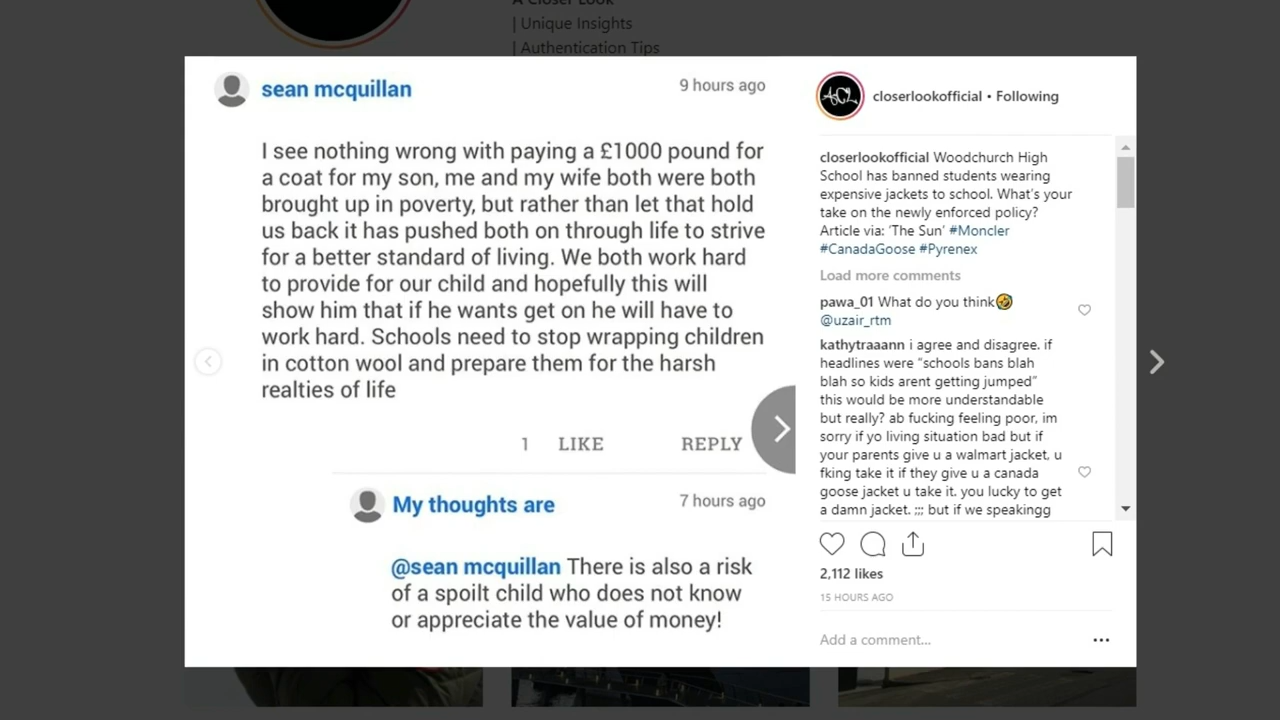 A Closer Look
| Unique Insights
| Authentication Tips
sean mcquillan
9 hours ago
I see nothing wrong with paying a £1000 pound for
a coat for my son, me and my wife both were both
brought up in poverty, but rather than let that hold
us back it has pushed both on through life to strive
for a better standard of living. We both work hard
to provide for our child and hopefully this will
show him that if he wants get on he will have to
work hard. Schools need to stop wrapping children
in cotton wool and prepare them for the harsh
realties of life
1 LIKE REPLY
My thoughts are
7 hours ago
@sean mcquillan There is also a risk
of a spoilt child who does not know
or appreciate the value of money!
closerlookofficial • Following
closerlookofficial Woodchurch High
School has banned students wearing
expensive jackets to school. What's your
take on the newly enforced policy?
Article via: 'The Sun' #Moncler
#CanadaGoose #Pyrenex
Load more comments
pawa_01 What do you think🤣
@uzair_rtm
kathytraaann i agree and disagree. if
headlines were "schools bans blah
blah so kids arent getting jumped"
this would be more understandable
but really? ab fucking feeling poor, im
sorry if yo living situation bad but if
your parents give u a walmart jacket, u
fking take it if they give u a canada
goose jacket u take it. you lucky to get
a damn jacket. ;;; but if we speakingg
2,112 likes
15 HOURS AGO
Add a comment...